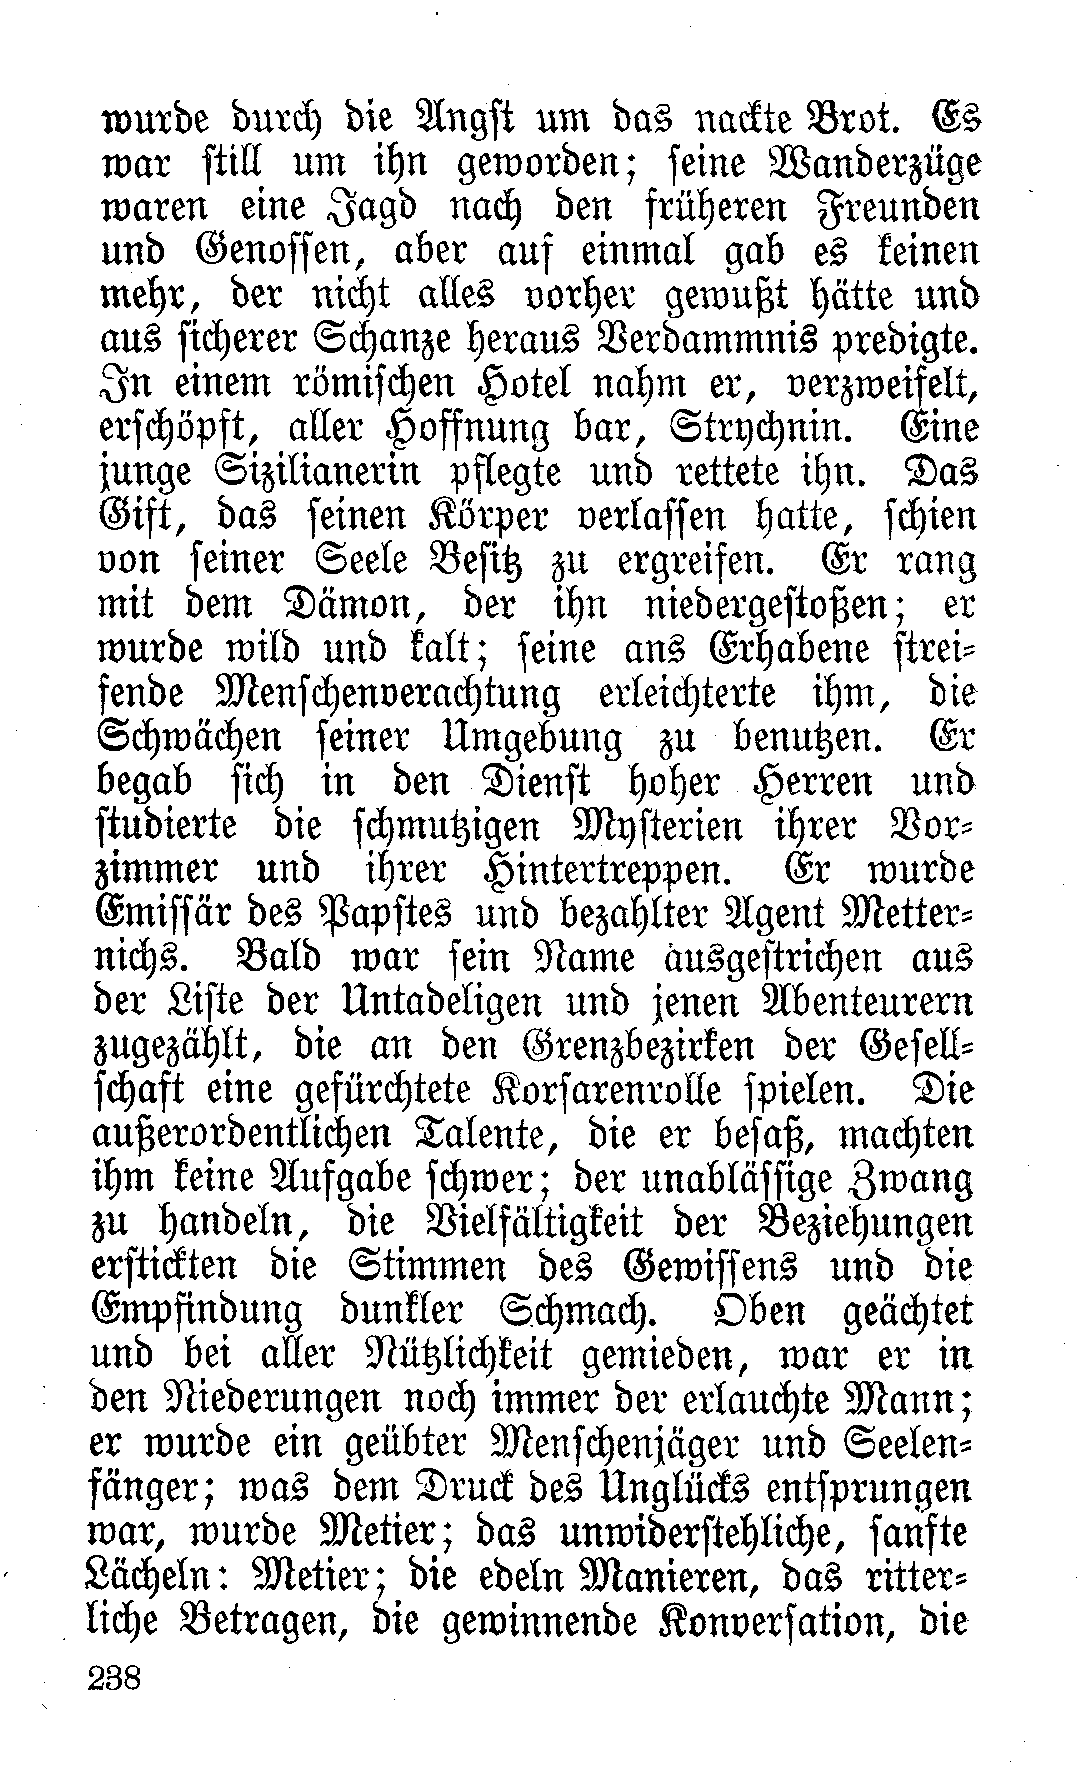 wurde durch die Angst um das nackte Brot. Es
war still um ihn geworden; seine Wanderzüge
waren eine Jagd nach den früheren Freunden
und Genossen, aber auf einmal gab es keinen
mehr, der nicht alles vorher gewußt hätte und
aus sicherer Schanze heraus Verdammnis predigte.
In einem römischen Hotel nahm er, verzweifelt,
erschöpft, aller Hoffnung bar, Strychnin. Eine
junge Sizilianerin pflegte und rettete ihn. Das
Gift, das seinen Körper verlassen hatte, schien
von seiner Seele Besitz zu ergreifen. Er rang
mit dem Dämon, der ihn niedergestoßen; er
wurde wild und kalt; seine ans Erhabene strei-
fende Menschenverachtung erleichterte ihm, die
Schwächen seiner Umgebung zu benutzen. Er
begab sich in den Dienst hoher Herren und
studierte die schmutzigen Mysterien ihrer Vor-
zimmer und ihrer Hintertreppen. Er wurde
Emissär des Papstes und bezahlter Agent Metter-
nichs. Bald war sein Name ausgestrichen aus
der Liste der Untadeligen und jenen Abenteurern
zugezählt, die an den Grenzbezirken der Gesell-
schaft eine gefürchtete Korsarenrolle spielen. Die
außerordentlichen Talente, die er besaß, machten
ihm keine Aufgabe schwer; der unablässige Zwang
zu handeln, die Vielfältigkeit der Beziehungen
erstickten die Stimmen des Gewissens und die
Empfindung dunkler Schmach. Oben geächtet
und bei aller Nützlichkeit gemieden, war er in
den Niederungen noch immer der erlauchte Mann;
er wurde ein geübter Menschenjäger und Seelen-
fänger; was dem Druck des Unglücks entsprungen
war, wurde Metier; das unwiderstehliche, sanfte
Lächeln: Metier; die edeln Manieren, das ritter-
liche Betragen, die gewinnende Konversation, die
238